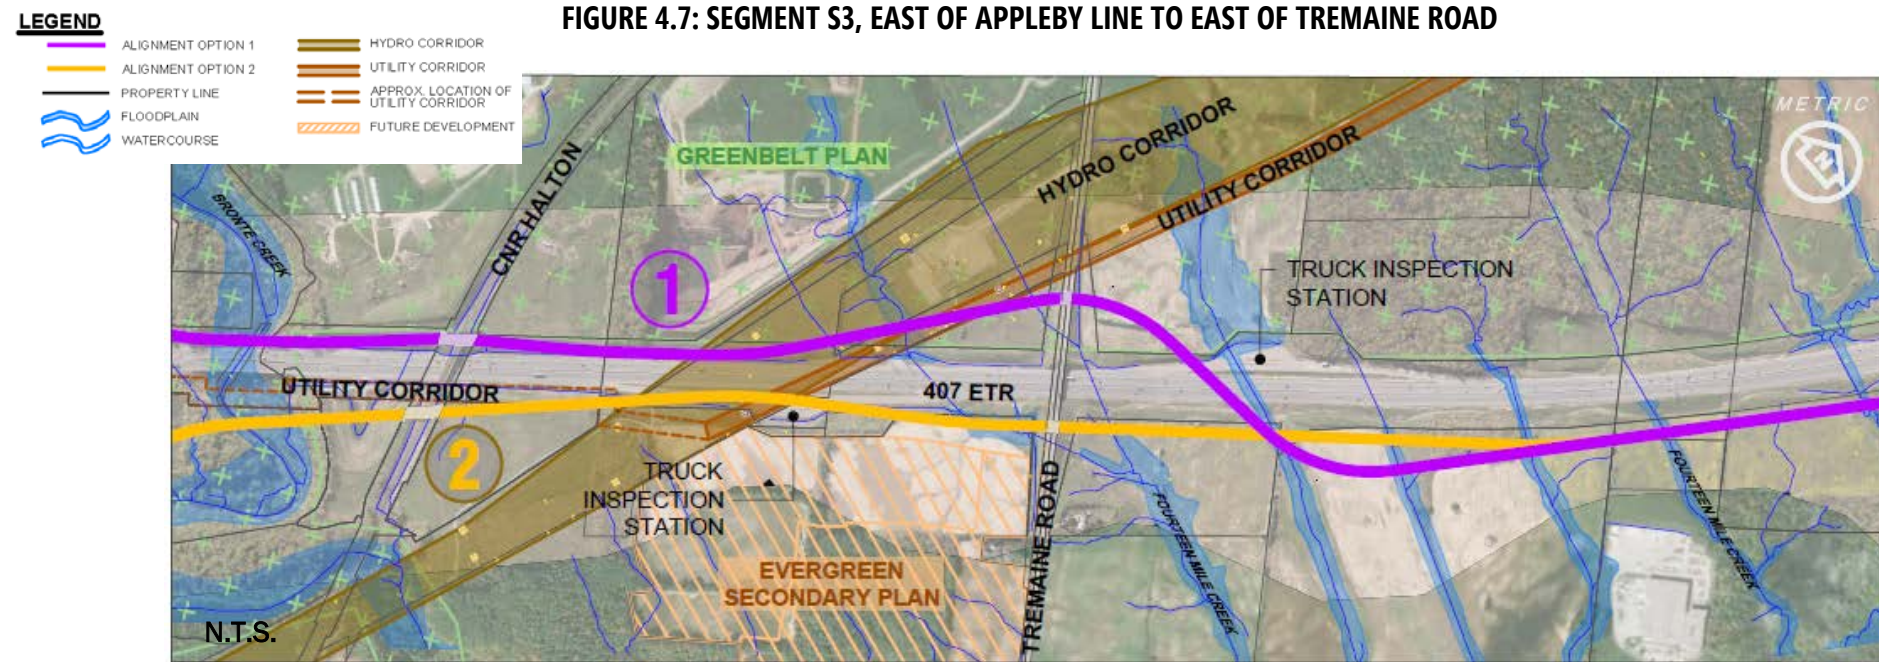 FIGURE 4.7: SEGMENT S3, EAST OF APPLEBY LINE TO EAST OF TREMAINE ROAD
LEGEND
ALIGNMENT OPTION 1
ALIGNMENT OPTION 2
PROPERTY LINE
FLOODPLAIN
WATERCOURSE
HYDRO CORRIDOR
UTILITY CORRIDOR
APPROX. LOCATION OF
UTILITY CORRIDOR
FUTURE DEVELOPMENT
METRIC
N
GREENBELT PLAN
HYDRO CORRIDOR
UTILITY CORRIDOR
CNR HALTON
BRONTE CREEK
1
TRUCK INSPECTION
STATION
UTILITY CORRIDOR
407 ETR
2
TRUCK
INSPECTION
STATION
TREMAINE ROAD
FOURTEEN MILE CREEK
FOURTEEN MILE CREEK
EVERGREEN
SECONDARY PLAN
N.T.S.